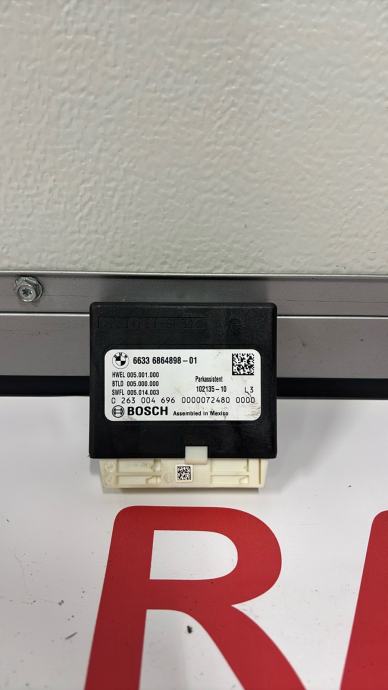 6633 6864898-01
HWEL 005.001.000
BTLD 005.000.000
SWFL 005.014.003
Parkassistent
102135-10 L3
0 263 004 696 0000072480 0000
BOSCH Assembled in Mexico
R